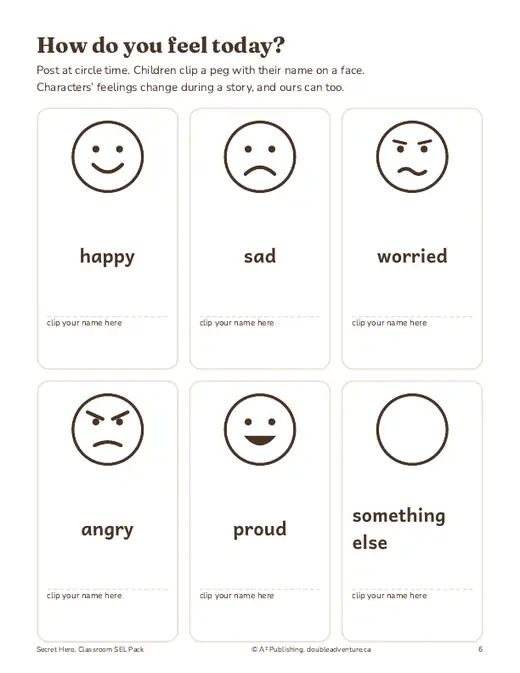 How do you feel today?
Post at circle time. Children clip a peg with their name on a face.
Characters' feelings change during a story, and ours can too.
happy
sad
worried
clip your name here
clip your name here
clip your name here
angry
proud
something
else
clip your name here
clip your name here
clip your name here
Secret Hero. Classroom SEL Pack
© A² Publishing. doubleadventure.ca
6